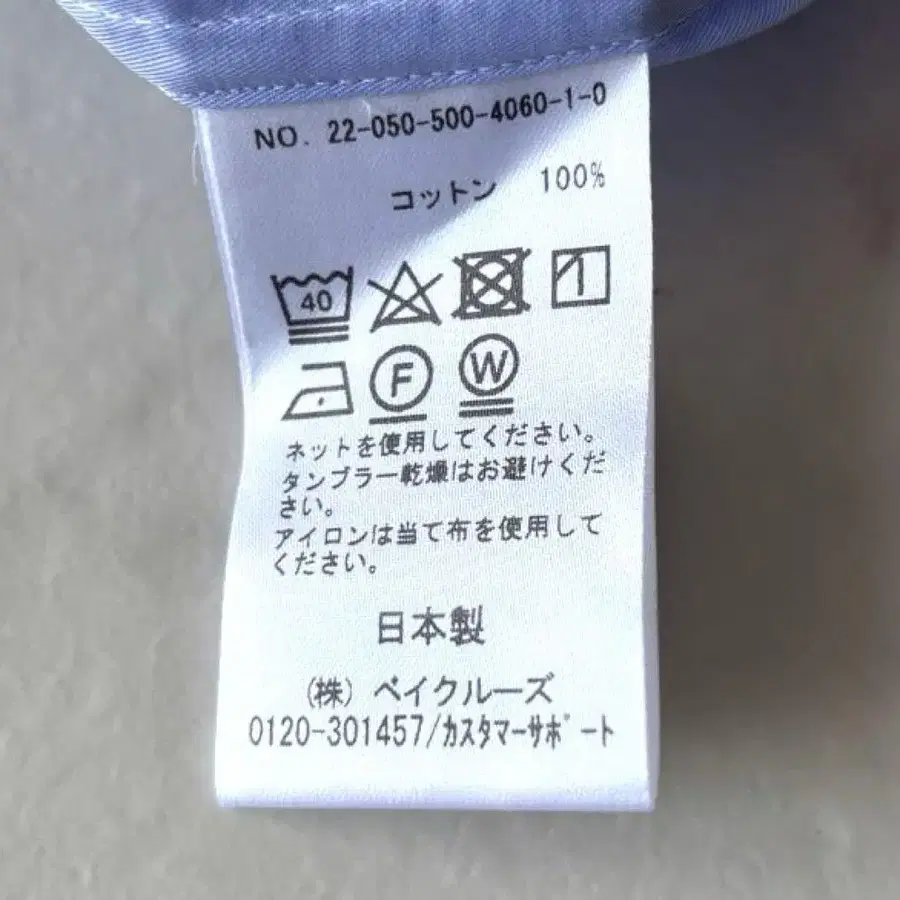 NO. 22-050-500-4060-1-0
コットン 100%
40
F W
ネットを使用してください。
タンブラー乾燥はお避けくだ
さい。
アイロンは当て布を使用して
ください。
日本製
(株) ベイクルーズ
0120-301457/カスタマーサポート